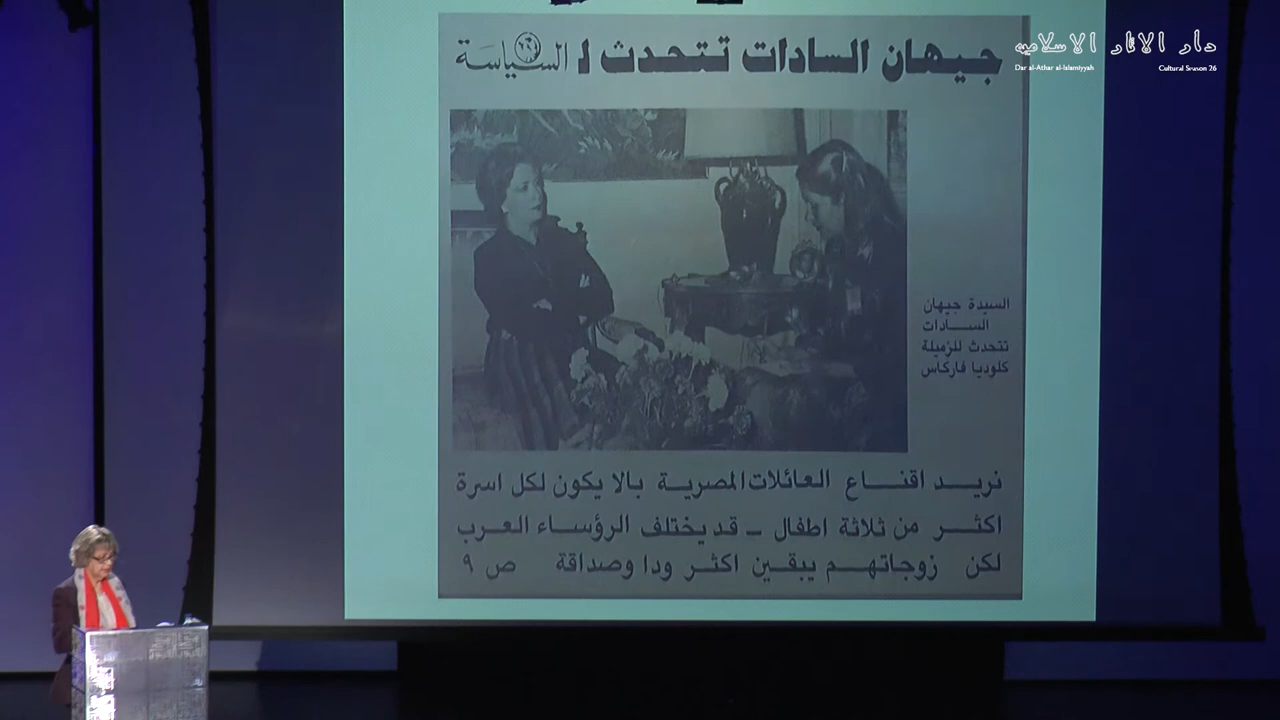 جيهان السادات تتحدث لـ السياسة
دار الآثار الاسلاميه
Dar al-Athar al-Islamiyyah
Cultural Season 26
السيدة جيهان
السادات
تتحدث للزميلة
كلوديا فاركاس
نريد اقناع العائلات المصرية بالا يكون لكل اسرة
اكثر من ثلاثة اطفال ـ قد يختلف الرؤساء العرب
لكن زوجاتهم يبقين اكثر ودا وصداقة ص ٩